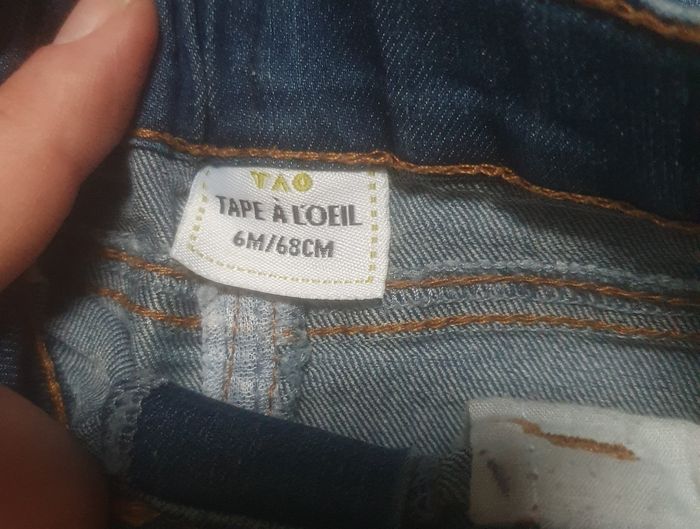 TAO
TAPE À L'OEIL
6M/68CM